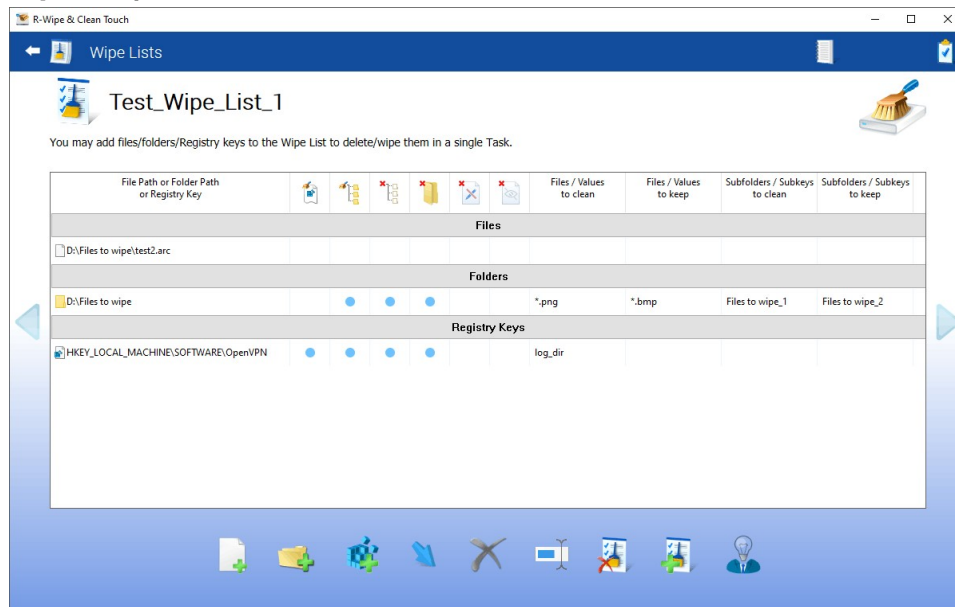 R-Wipe & Clean Touch
Wipe Lists
Test_Wipe_List_1
You may add files/folders/Registry keys to the Wipe List to delete/wipe them in a single Task.
File Path or Folder Path
or Registry Key
Files / Values
to clean
Files / Values
to keep
Subfolders / Subkeys
to clean
Subfolders / Subkeys
to keep
Files
D:\Files to wipe\test2.arc
Folders
D:\Files to wipe
*.png
*.bmp
Files to wipe_1
Files to wipe_2
Registry Keys
HKEY_LOCAL_MACHINE\SOFTWARE\OpenVPN
log_dir